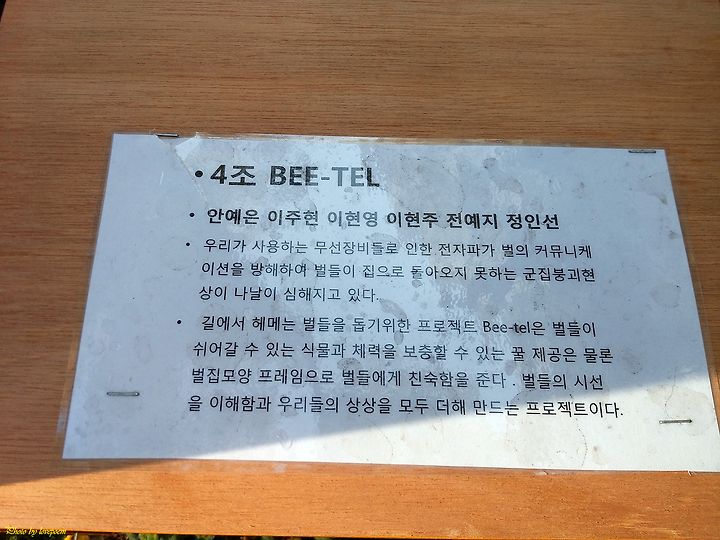 • 4조 BEE-TEL
• 안예은 이주현 이현영 이현주 전예지 정인선
• 우리가 사용하는 무선장비들로 인한 전자파가 벌의 커뮤니케
이션을 방해하여 벌들이 집으로 돌아오지 못하는 군집붕괴현
상이 나날이 심해지고 있다.
• 길에서 헤메는 벌들을 돕기위한 프로젝트 Bee-tel은 벌들이
쉬어갈 수 있는 식물과 체력을 보충할 수 있는 꿀 제공은 물론
벌집모양 프레임으로 벌들에게 친숙함을 준다 . 벌들의 시선
을 이해함과 우리들의 상상을 모두 더해 만드는 프로젝트이다.
Photo by lovepoem